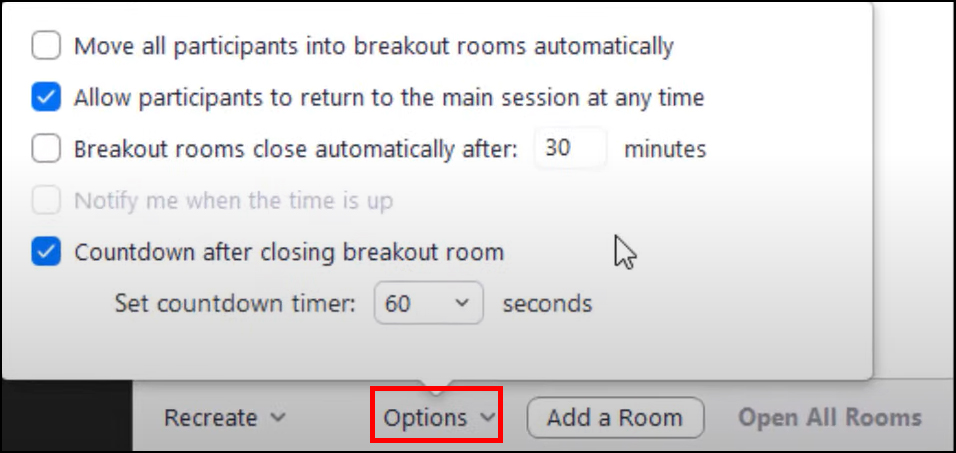 Move all participants into breakout rooms automatically
Allow participants to return to the main session at any time
Breakout rooms close automatically after: 30 minutes
Notify me when the time is up
Countdown after closing breakout room
Set countdown timer: 60 seconds
Recreate Options Add a Room Open All Rooms